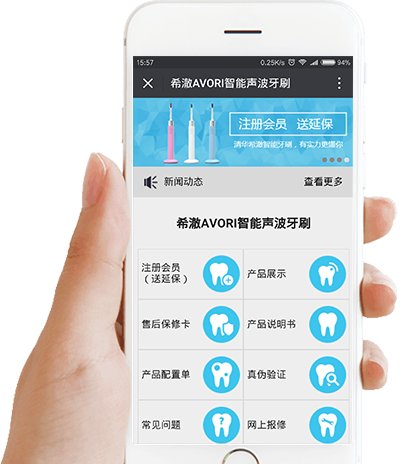 15:57
0.25K/s
94%
希澈AVORI智能声波牙刷
注册会员 送延保
清华希澈智能牙刷，有实力更懂你
新闻动态
查看更多
希澈AVORI智能声波牙刷
注册会员
（送延保）
产品展示
售后保修卡
产品说明书
产品配置单
真伪验证
常见问题
网上报修